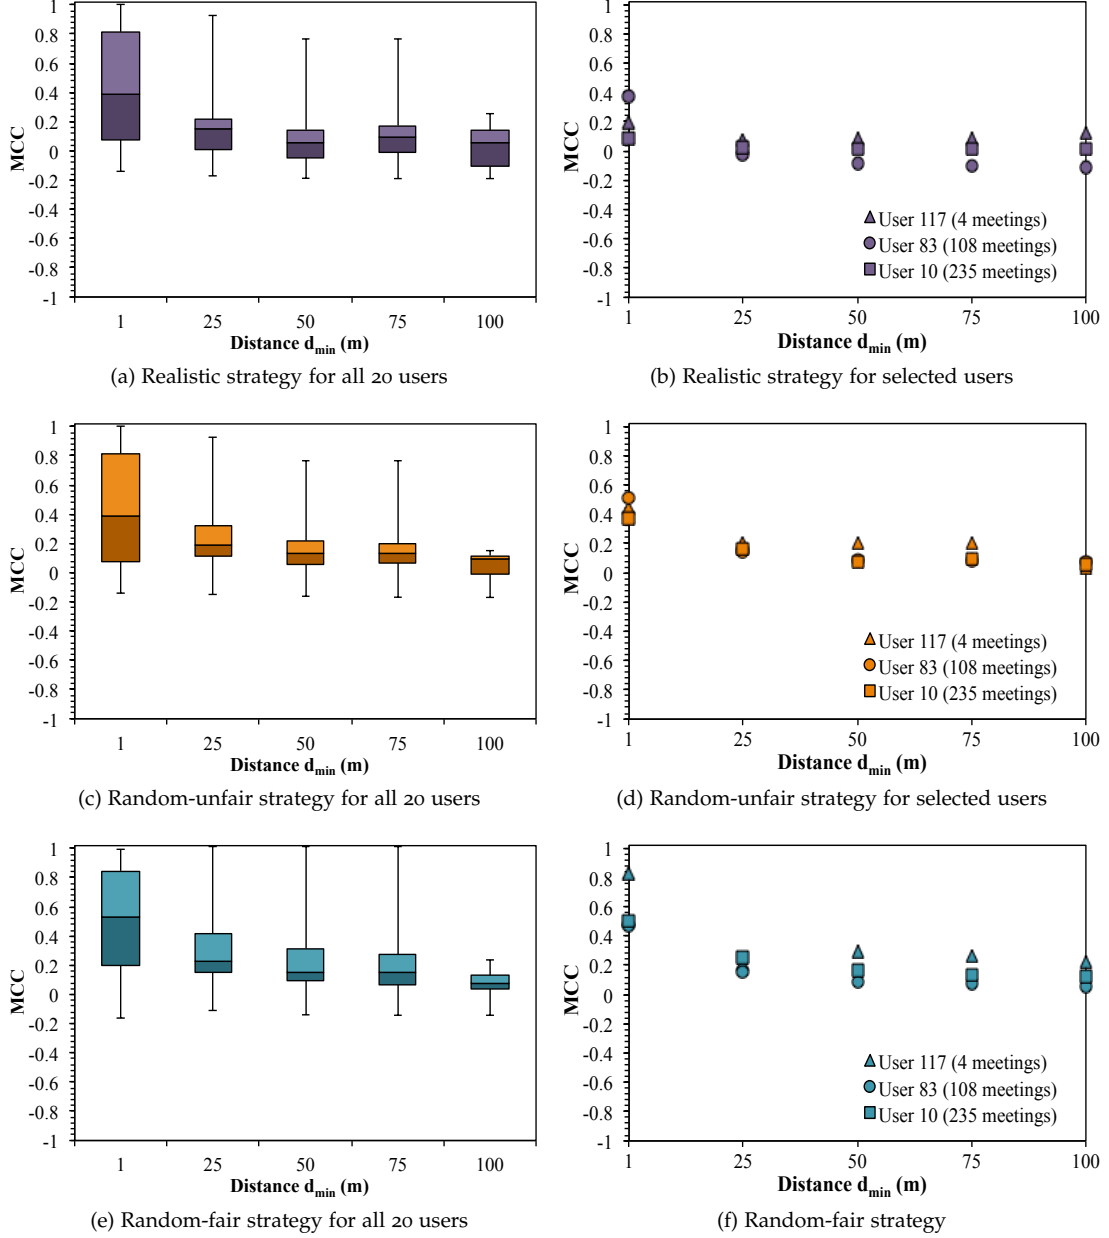 1
0.8
0.6
0.4
0.2
0
-0.2
-0.4
-0.6
-0.8
-1
MCC
1 25 50 75 100
Distance dmin (m)
(a) Realistic strategy for all 20 users
1
0.8
0.6
0.4
0.2
0
-0.2
-0.4
-0.6
-0.8
-1
MCC
User 117 (4 meetings)
User 83 (108 meetings)
User 10 (235 meetings)
1 25 50 75 100
Distance dmin (m)
(b) Realistic strategy for selected users
1
0.8
0.6
0.4
0.2
0
-0.2
-0.4
-0.6
-0.8
-1
MCC
1 25 50 75 100
Distance dmin (m)
(c) Random-unfair strategy for all 20 users
1
0.8
0.6
0.4
0.2
0
-0.2
-0.4
-0.6
-0.8
-1
MCC
User 117 (4 meetings)
User 83 (108 meetings)
User 10 (235 meetings)
1 25 50 75 100
Distance dmin (m)
(d) Random-unfair strategy for selected users
1
0.8
0.6
0.4
0.2
0
-0.2
-0.4
-0.6
-0.8
-1
MCC
1 25 50 75 100
Distance dmin (m)
(e) Random-fair strategy for all 20 users
1
0.8
0.6
0.4
0.2
0
-0.2
-0.4
-0.6
-0.8
-1
MCC
User 117 (4 meetings)
User 83 (108 meetings)
User 10 (235 meetings)
1 25 50 75 100
Distance dmin (m)
(f) Random-fair strategy